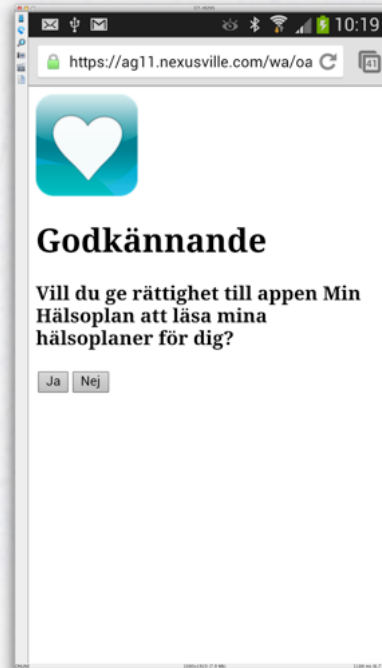 10:19
https://ag11.nexusville.com/wa/oa
41
Godkännande
Vill du ge rättighet till appen Min
Hälsoplan att läsa mina
hälsoplaner för dig?
Ja Nej